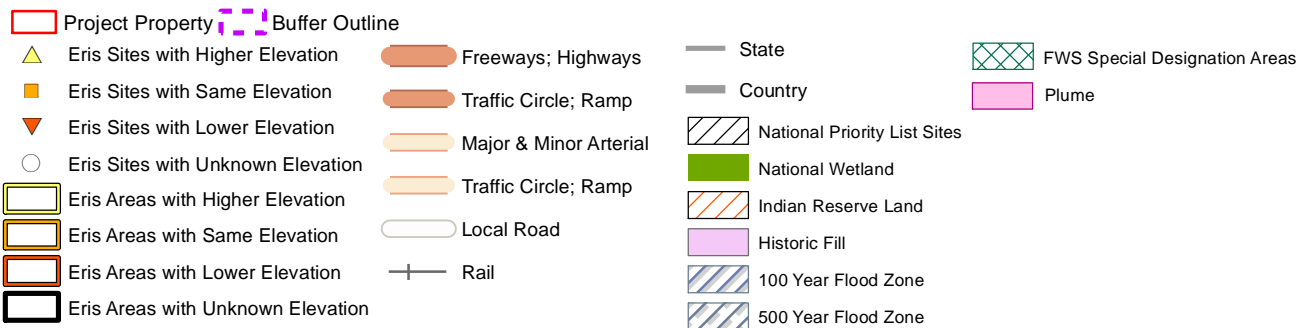 Project Property
Buffer Outline
Eris Sites with Higher Elevation
Eris Sites with Same Elevation
Eris Sites with Lower Elevation
Eris Sites with Unknown Elevation
Eris Areas with Higher Elevation
Eris Areas with Same Elevation
Eris Areas with Lower Elevation
Eris Areas with Unknown Elevation
Freeways; Highways
Traffic Circle; Ramp
Major & Minor Arterial
Traffic Circle; Ramp
Local Road
Rail
State
Country
National Priority List Sites
National Wetland
Indian Reserve Land
Historic Fill
100 Year Flood Zone
500 Year Flood Zone
FWS Special Designation Areas
Plume